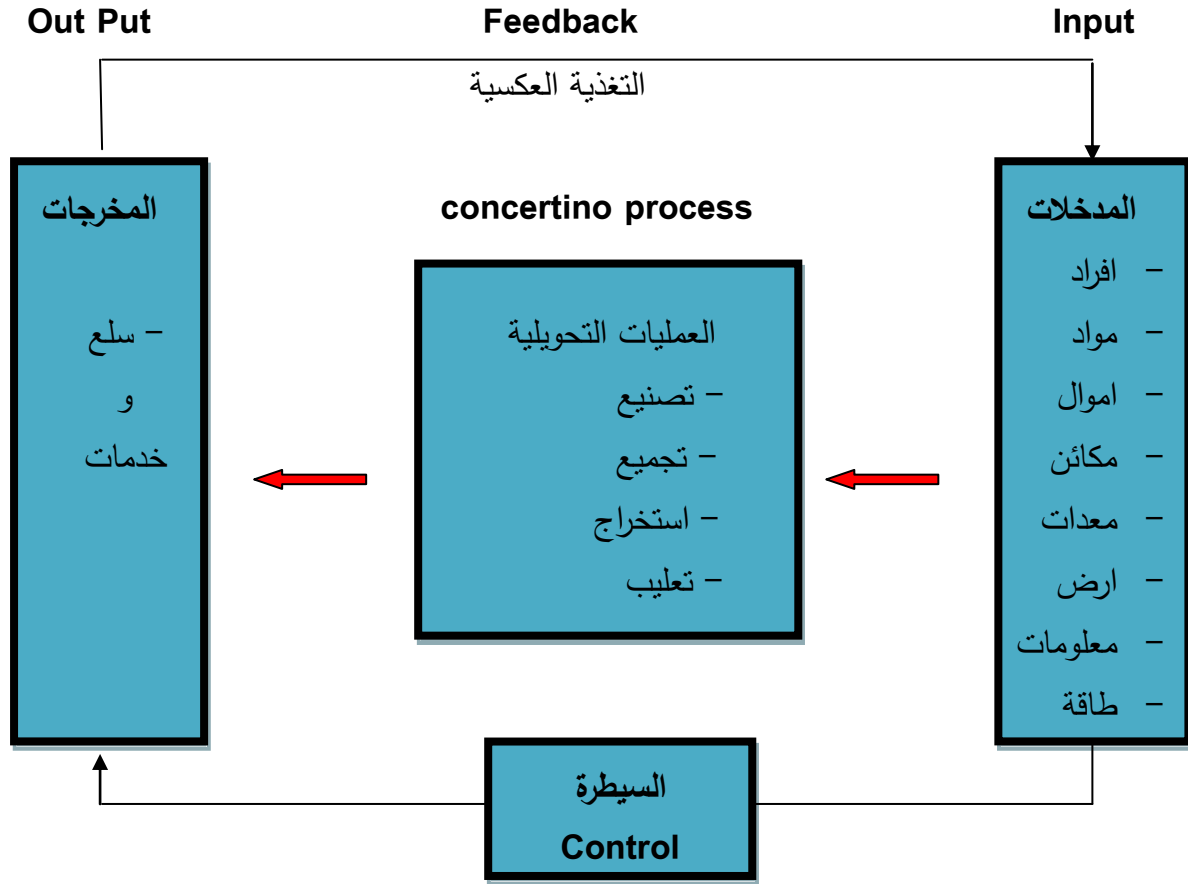 Out Put
Feedback
Input
التغذية العكسية
المدخلات
- افراد
- مواد
- اموال
- مكائن
- معدات
- ارض
- معلومات
- طاقة
concertino process
العمليات التحويلية
- تصنيع
- تجميع
- استخراج
- تعليب
المخرجات
- سلع
و
خدمات
السيطرة
Control